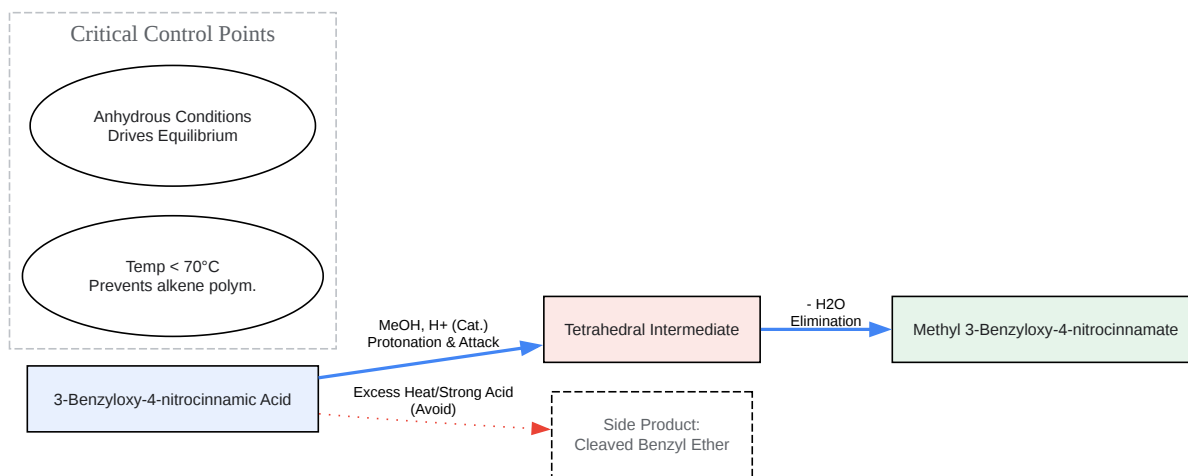 Critical Control Points
Anhydrous Conditions
Drives Equilibrium
Temp < 70°C
Prevents alkene polym.
3-Benzyloxy-4-nitrocinnamic Acid
MeOH, H+ (Cat.)
Protonation & Attack
Excess Heat/Strong Acid
(Avoid)
Tetrahedral Intermediate
Side Product:
Cleaved Benzyl Ether
- H2O
Elimination
Methyl 3-Benzyloxy-4-nitrocinnamate